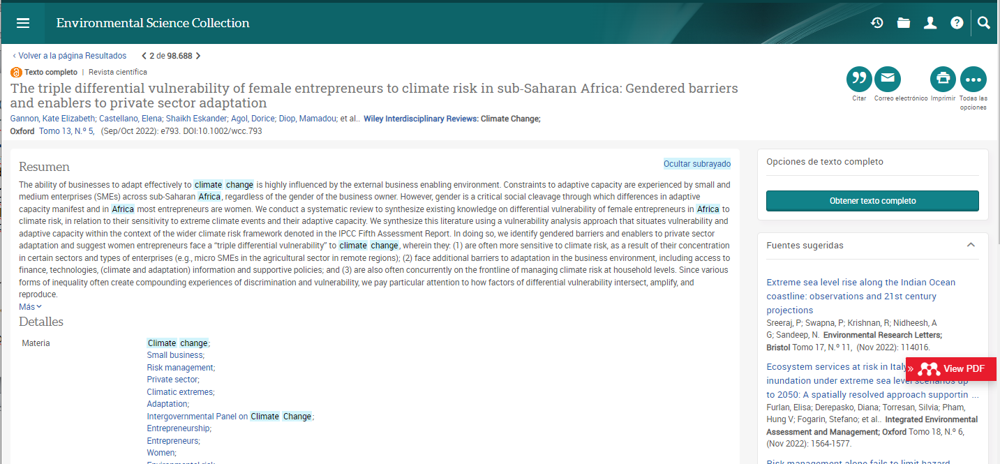 Environmental Science Collection
‹ Volver a la página Resultados
2 de 98.688
Texto completo | Revista científica
The triple differential vulnerability of female entrepreneurs to climate risk in sub-Saharan Africa: Gendered barriers
and enablers to private sector adaptation
Gannon, Kate Elizabeth; Castellano, Elena; Shaikh Eskander; Agol, Dorice; Diop, Mamadou; et al.. Wiley Interdisciplinary Reviews: Climate Change;
Oxford Tomo 13, N.º 5, (Sep/Oct 2022): e793. DOI:10.1002/wcc.793
Citar
Correo electrónico
Imprimir
Todas las
opciones
Resumen
Ocultar subrayado
The ability of businesses to adapt effectively to climate change is highly influenced by the external business enabling environment. Constraints to adaptive capacity are experienced by small and
medium enterprises (SMEs) across sub-Saharan Africa, regardless of the gender of the business owner. However, gender is a critical social cleavage through which differences in adaptive
capacity manifest and in Africa most entrepreneurs are women. We conduct a systematic review to synthesize existing knowledge on differential vulnerability of female entrepreneurs in Africa to
climate risk, in relation to their sensitivity to extreme climate events and their adaptive capacity. We synthesize this literature using a vulnerability analysis approach that situates vulnerability and
adaptive capacity within the context of the wider climate risk framework denoted in the IPCC Fifth Assessment Report. In doing so, we identify gendered barriers and enablers to private sector
adaptation and suggest women entrepreneurs face a “triple differential vulnerability” to climate change, wherein they: (1) are often more sensitive to climate risk, as a result of their concentration
in certain sectors and types of enterprises (e.g., micro SMEs in the agricultural sector in remote regions); (2) face additional barriers to adaptation in the business environment, including access to
finance, technologies, (climate and adaptation) information and supportive policies; and (3) are also often concurrently on the frontline of managing climate risk at household levels. Since various
forms of inequality often create compounding experiences of discrimination and vulnerability, we pay particular attention to how factors of differential vulnerability intersect, amplify, and
reproduce.
Más
Detalles
Materia
Climate change;
Small business;
Risk management;
Private sector;
Climatic extremes;
Adaptation;
Intergovernmental Panel on Climate Change;
Entrepreneurship;
Entrepreneurs;
Women;
Environmental risk
Opciones de texto completo
Obtener texto completo
Fuentes sugeridas
Extreme sea level rise along the Indian Ocean
coastline: observations and 21st century
projections
Sreeraj, P; Swapna, P; Krishnan, R; Nidheesh, A
G; Sandeep, N. Environmental Research Letters;
Bristol Tomo 17, N.º 11, (Nov 2022): 114016.
Ecosystem services at risk in Italy
» View PDF
inundation under extreme sea level scenarios up
to 2050: A spatially resolved approach supportin ...
Furlan, Elisa; Derepasko, Diana; Torresan, Silvia; Pham,
Hung V; Fogarin, Stefano; et al.. Integrated Environmental
Assessment and Management; Oxford Tomo 18, N.º 6,
(Nov 2022): 1564-1577.
Risk management alone fails to limit hazard